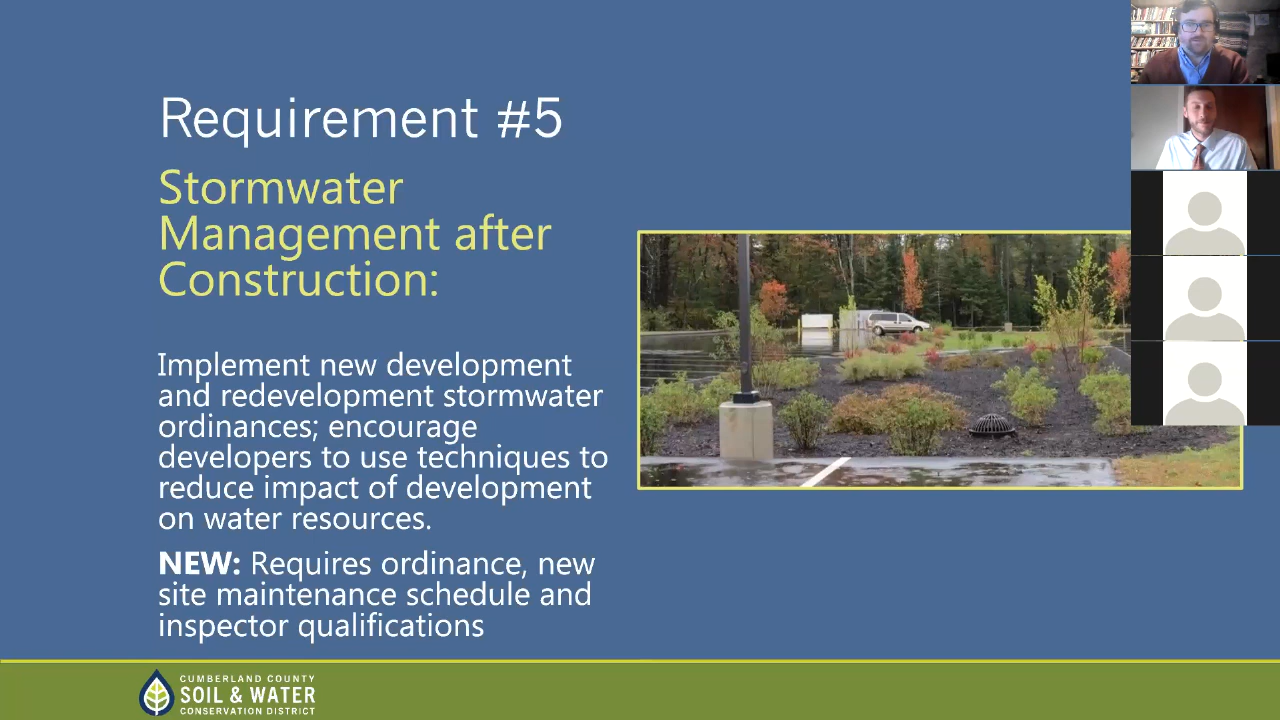 Requirement #5
Stormwater
Management after
Construction:
Implement new development
and redevelopment stormwater
ordinances; encourage
developers to use techniques to
reduce impact of development
on water resources.
NEW: Requires ordinance, new
site maintenance schedule and
inspector qualifications
CUMBERLAND COUNTY
SOIL & WATER
CONSERVATION DISTRICT